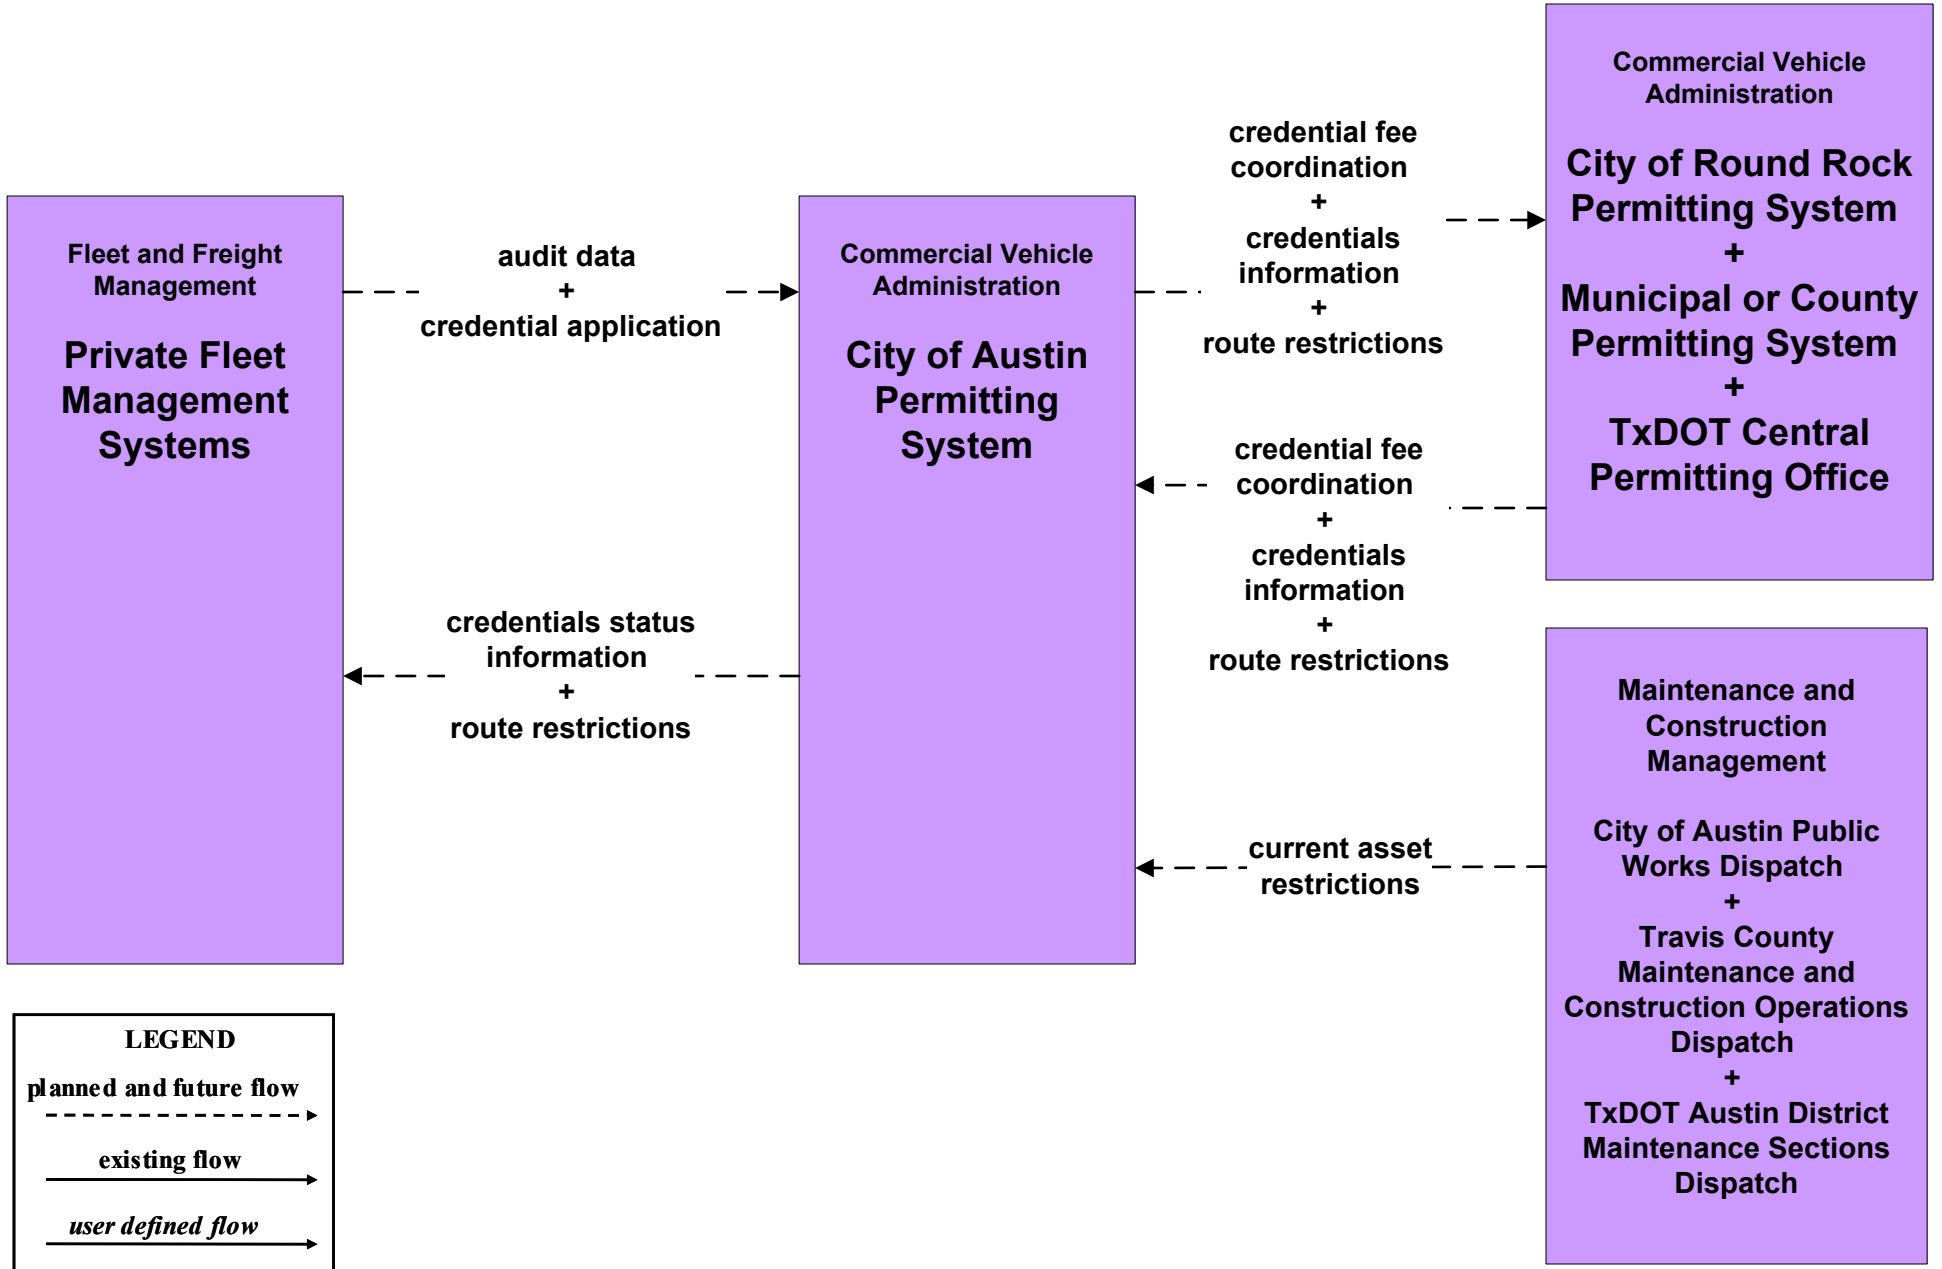 Fleet and Freight
Management
Private Fleet
Management
Systems
audit data
+
credential application
credentials status
information
+
route restrictions
Commercial Vehicle
Administration
City of Austin
Permitting
System
credential fee
coordination
+
credentials
information
+
route restrictions
credential fee
coordination
+
credentials
information
+
route restrictions
current asset
restrictions
Commercial Vehicle
Administration
City of Round Rock
Permitting System
+
Municipal or County
Permitting System
+
TxDOT Central
Permitting Office
Maintenance and
Construction
Management
City of Austin Public
Works Dispatch
+
Travis County
Maintenance and
Construction Operations
Dispatch
+
TxDOT Austin District
Maintenance Sections
Dispatch
LEGEND
planned and future flow
existing flow
user defined flow